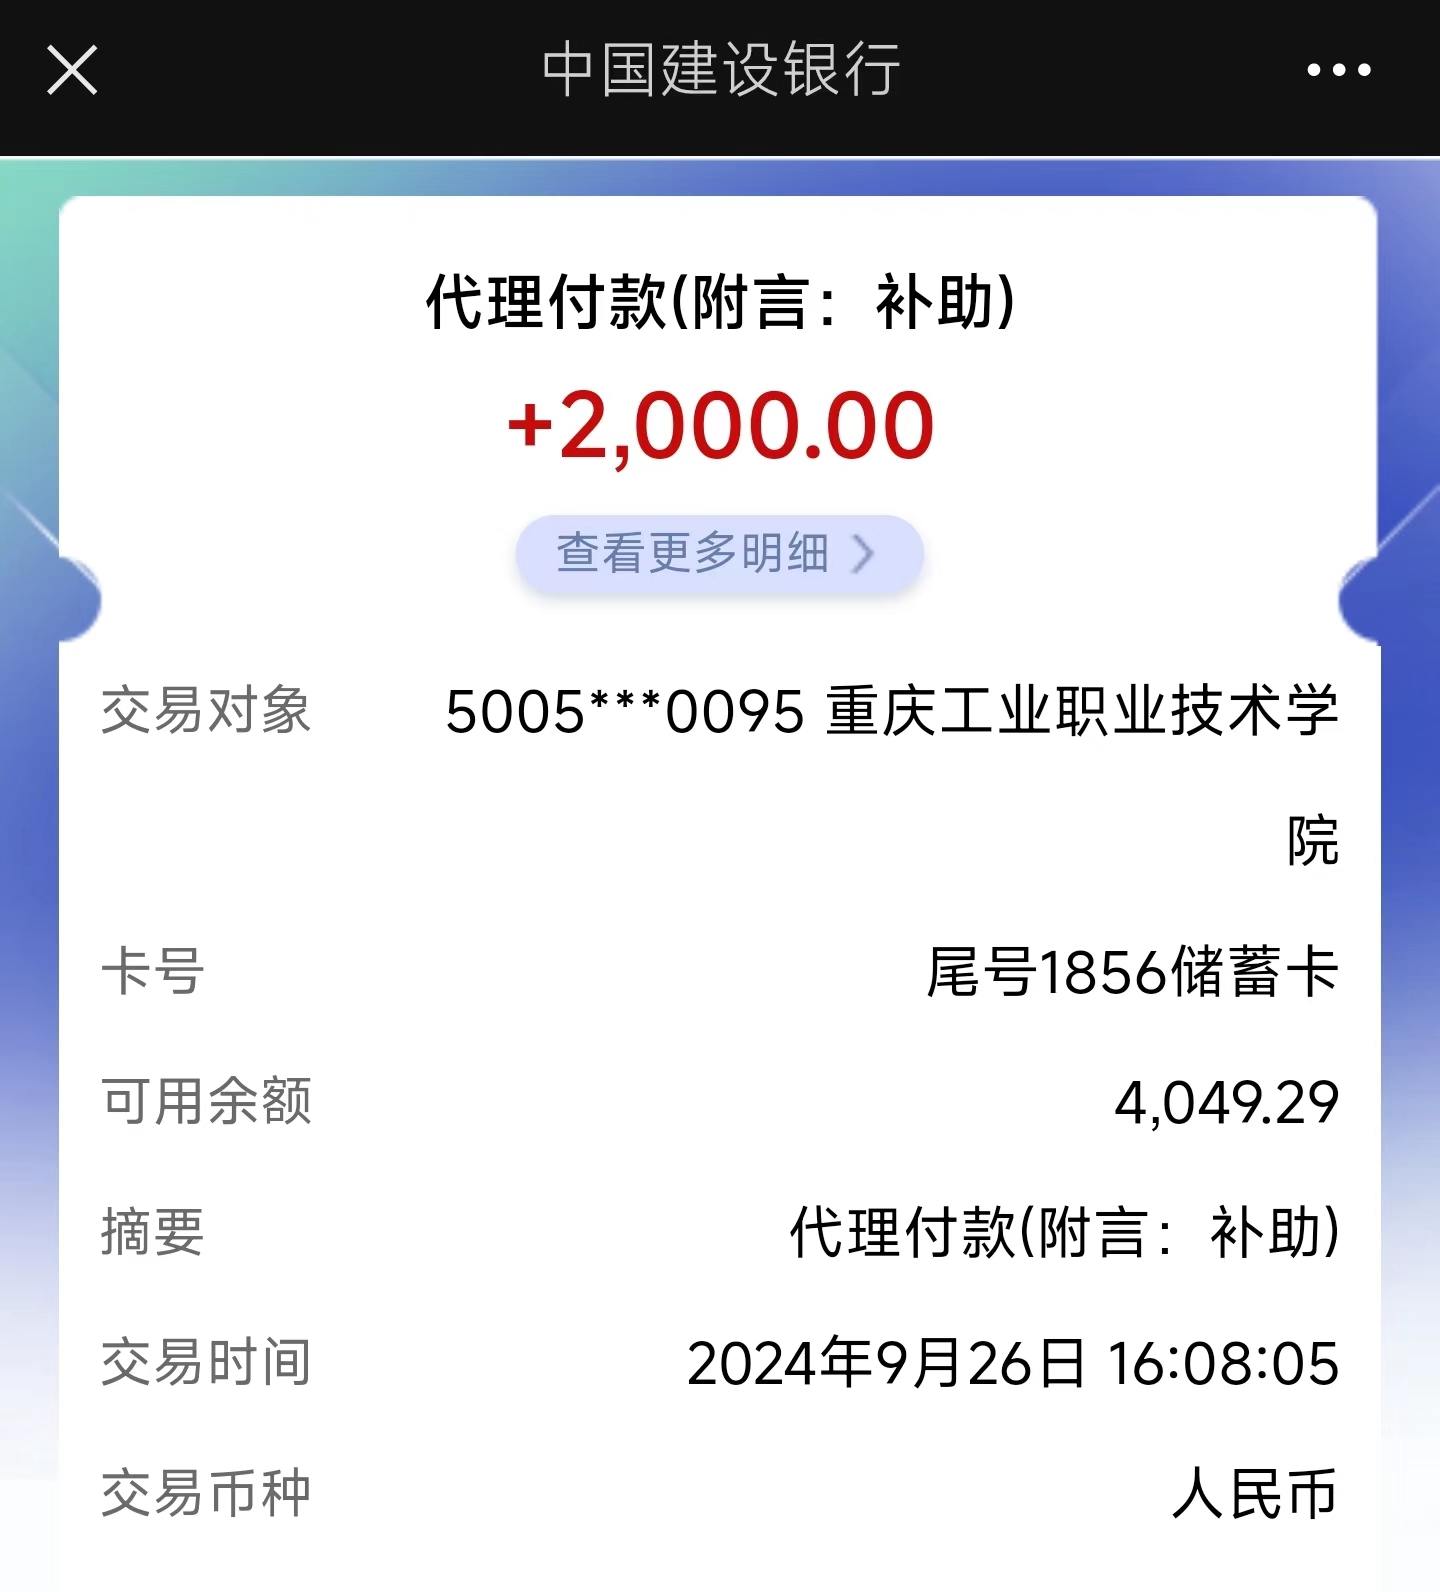 中国建设银行
代理付款(附言：补助)
+2,000.00
查看更多明细
交易对象 5005***0095 重庆工业职业技术学
院
卡号 尾号1856储蓄卡
可用余额 4,049.29
摘要 代理付款(附言：补助)
交易时间 2024年9月26日 16:08:05
交易币种 人民币